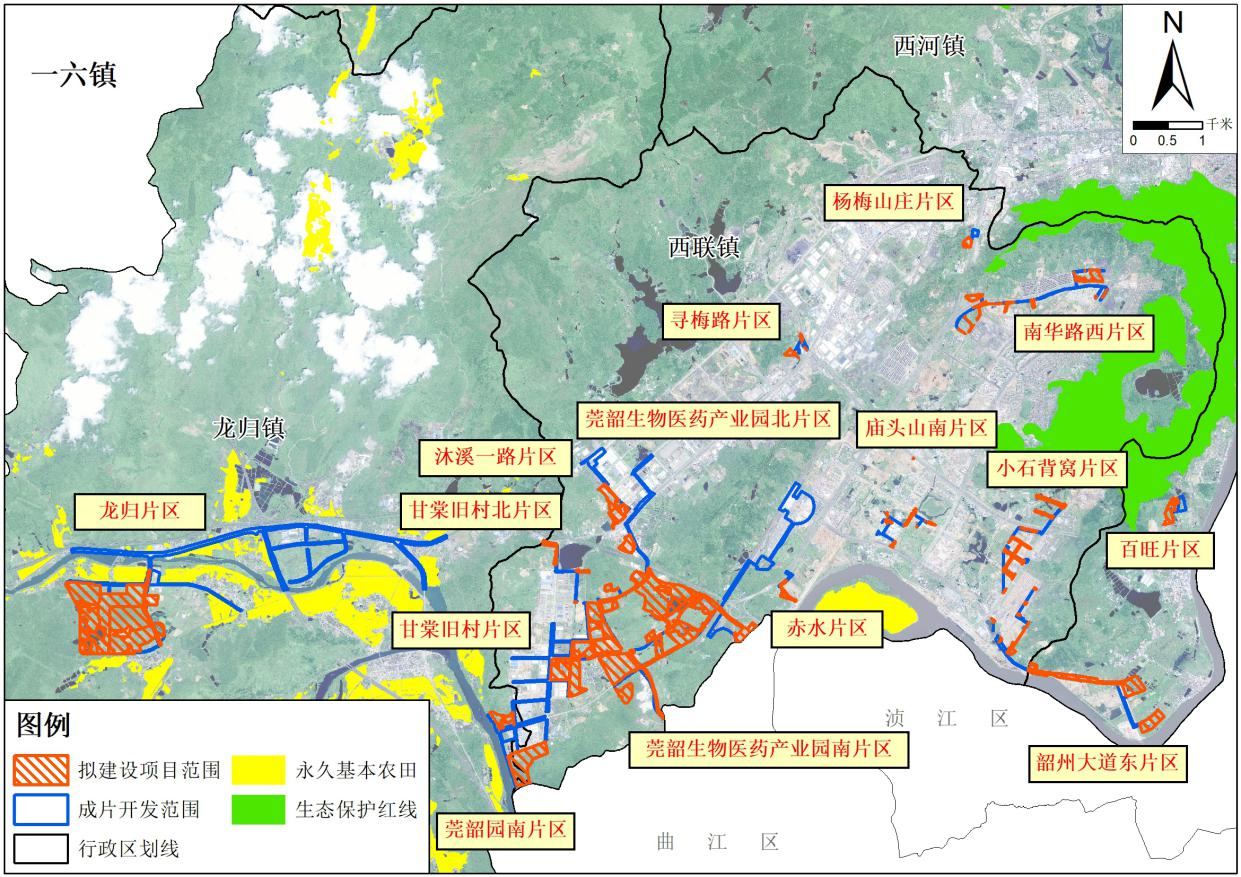 N
千米
0 0.5 1
一六镇
西河镇
杨梅山庄片区
西联镇
寻梅路片区
南华路西片区
莞韶生物医药产业园北片区
庙头山南片区
龙归镇
沐溪一路片区
小石背窝片区
龙归片区
甘棠旧村北片区
百旺片区
甘棠旧村片区
赤水片区
浈江区
莞韶生物医药产业园南片区
韶州大道东片区
莞韶园南片区
曲江区
图例
拟建设项目范围
永久基本农田
成片开发范围
生态保护红线
行政区划线